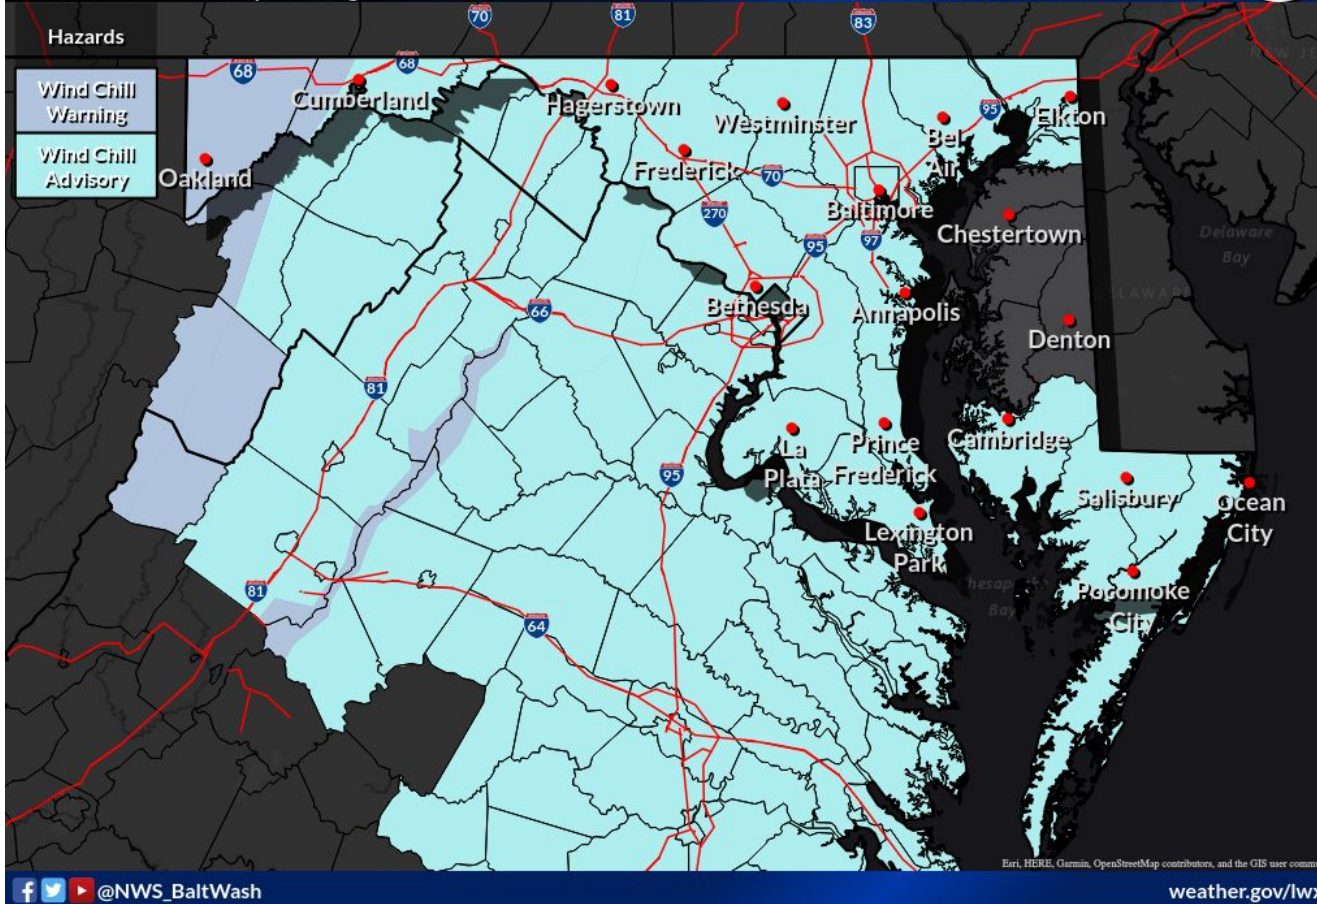 70
81
83
Hazards
68
68
Wind Chill
Warning
Cumberland
Hagerstown
Westminster
95
Elkton
Bel
Air
Wind Chill
Advisory
Oakland
Frederick
70
Baltimore
270
95
97
Chestertown
Delaware
Bay
DELAWARE
Bethesda
Annapolis
66
Denton
81
La
Plata
Prince
Frederick
Cambridge
95
Salisbury
Ocean
City
Lexington
Park
Chesapeake
Bay
Pocomoke
City
81
64
Esri, HERE, Garmin, OpenStreetMap contributors, and the GIS user
@NWS_BaltWash
weather.gov/lwx